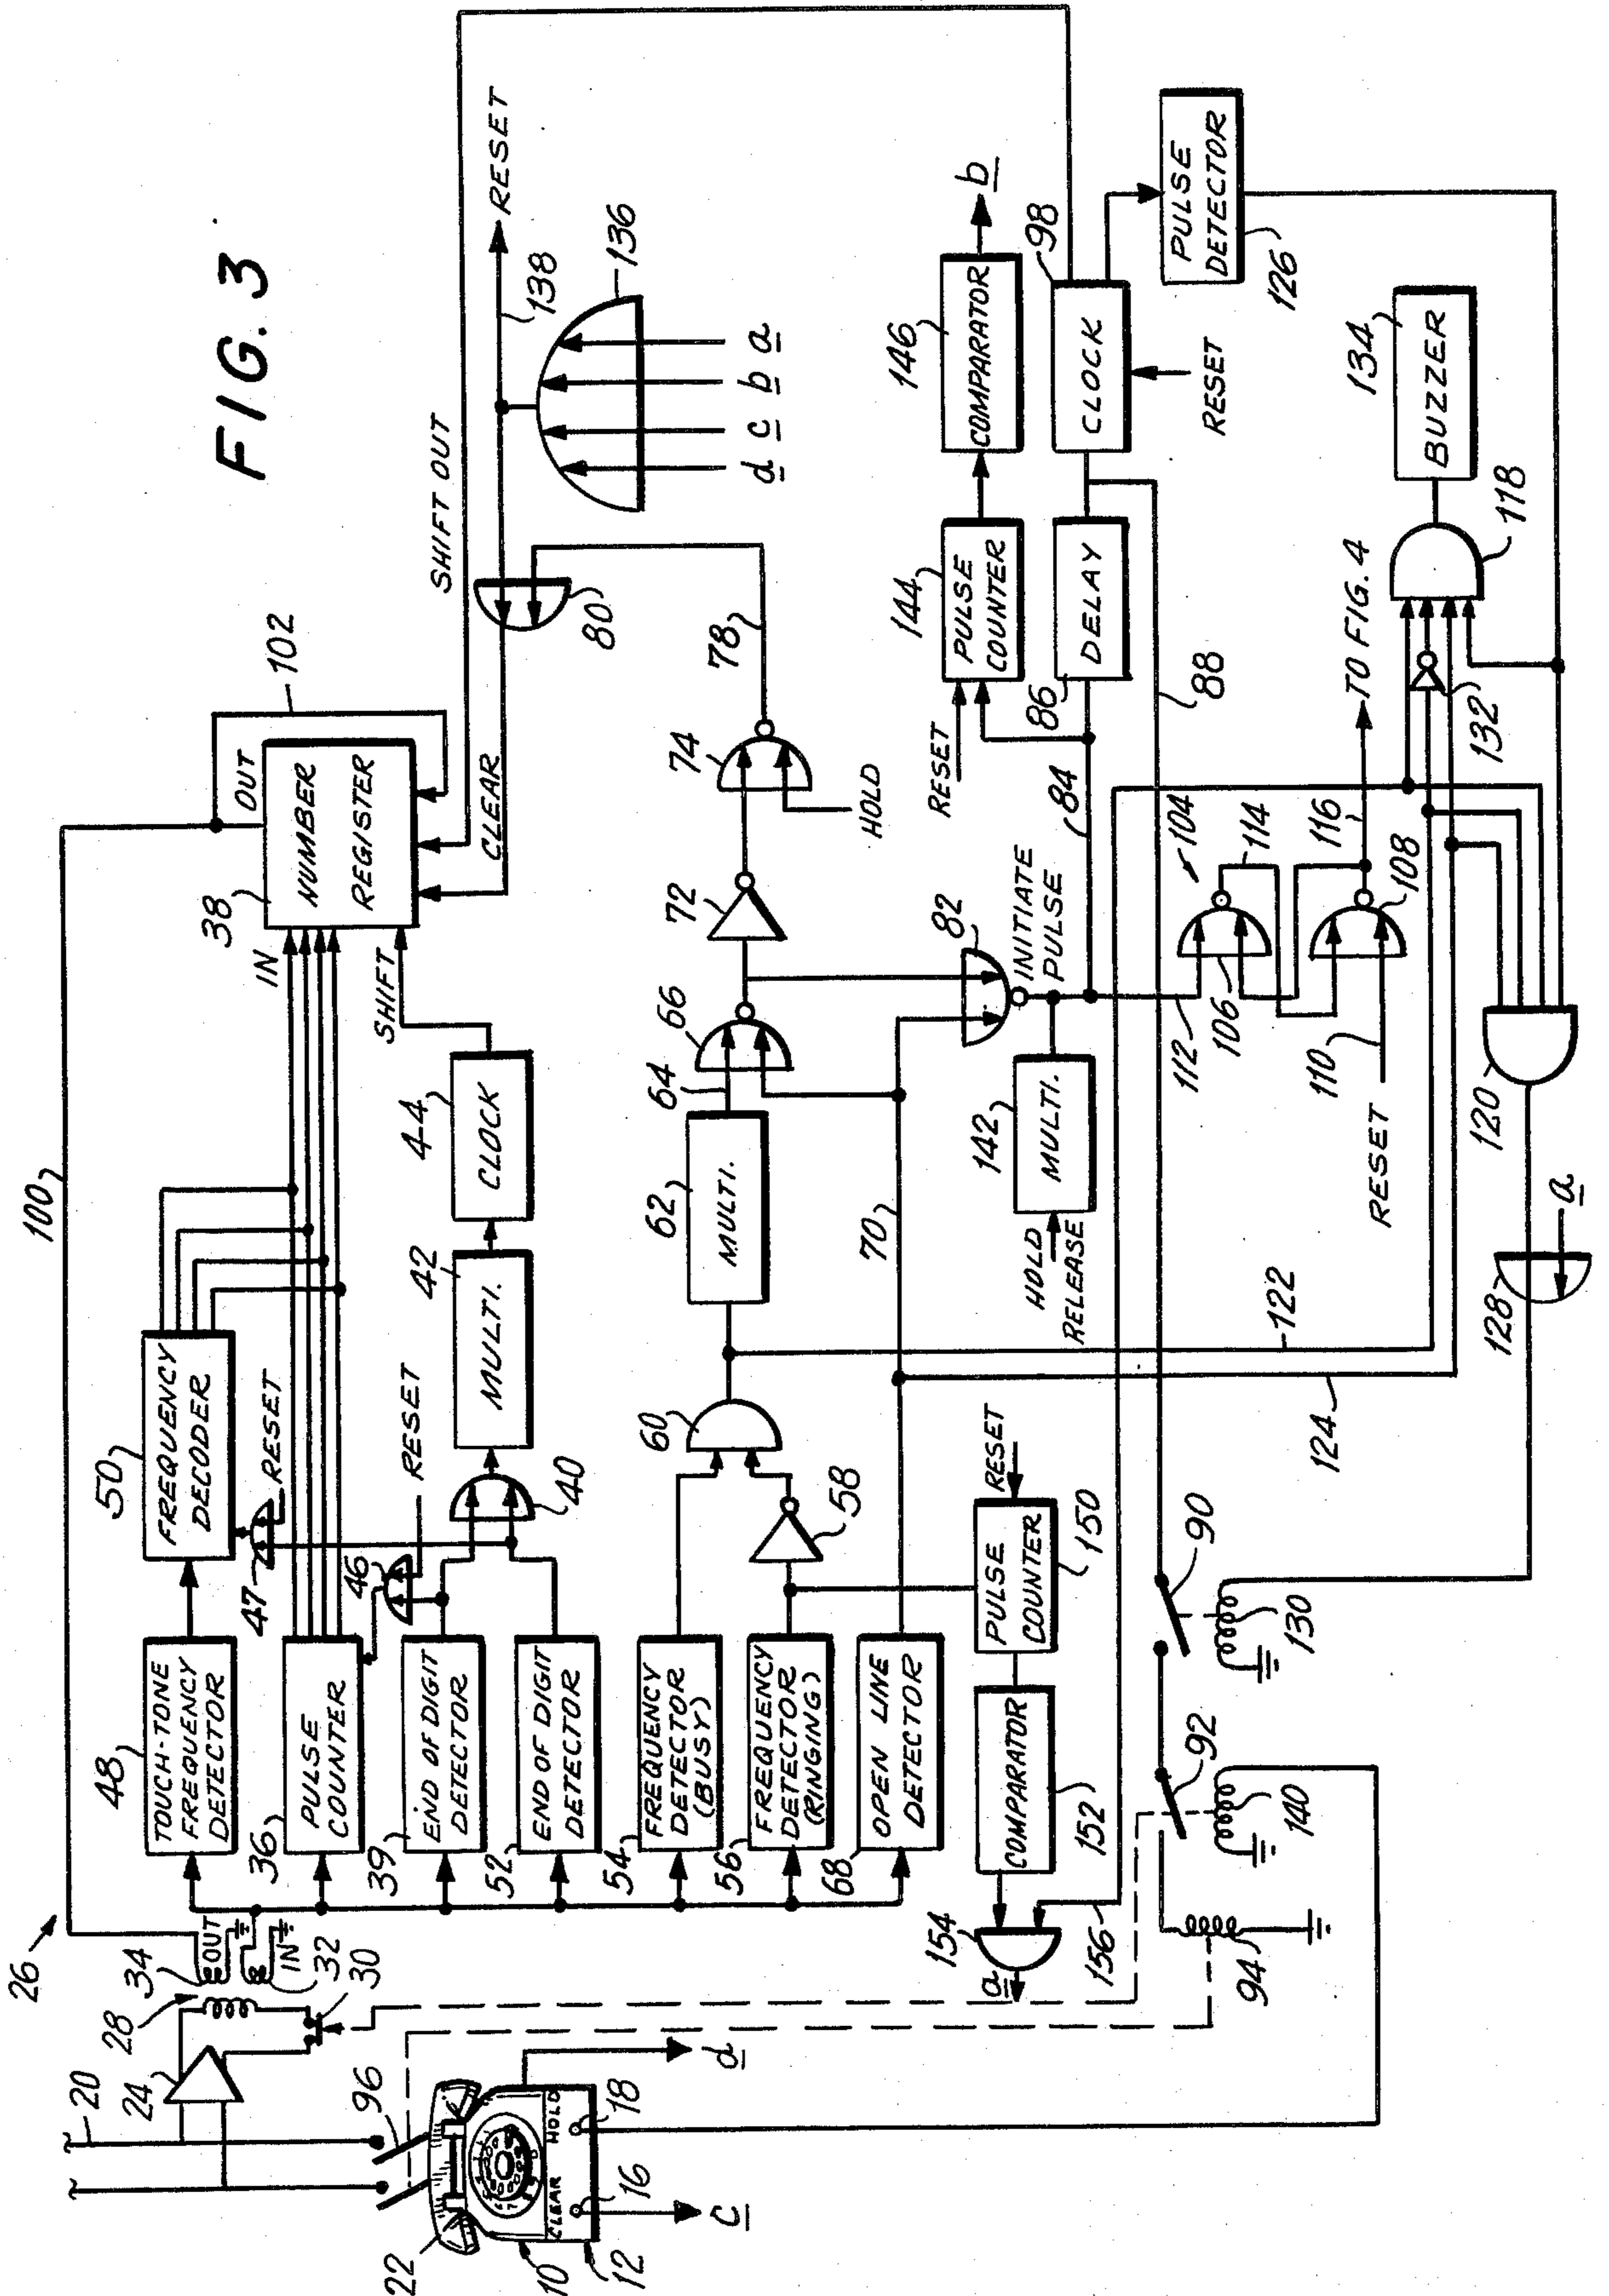 FIG. 3
26
20
24
28
34
OUT
IN
32
30
96
22
10
12
CLEAR
HOLD
16
18
c
d
100
48
TOUCH-TONE
FREQUENCY
DETECTOR
50
FREQUENCY
DECODER
47
RESET
36
PULSE
COUNTER
46
RESET
39
END OF DIGIT
DETECTOR
52
END OF DIGIT
DETECTOR
40
42
MULTI.
44
CLOCK
SHIFT
IN
38
NUMBER
REGISTER
OUT
102
CLEAR
SHIFT OUT
80
RESET
138
136
d
c
b
a
54
FREQUENCY
DETECTOR
(BUSY)
56
FREQUENCY
DETECTOR
(RINGING)
58
60
62
MULTI.
64
66
72
74
HOLD
78
68
OPEN LINE
DETECTOR
70
82
INITIATE
PULSE
84
142
MULTI.
HOLD
RELEASE
RESET
144
PULSE
COUNTER
146
COMPARATOR
b
86
DELAY
98
CLOCK
RESET
88
PULSE
DETECTOR
126
RESET
PULSE
COUNTER
150
COMPARATOR
152
154
a
156
104
106
108
110
112
114
116
RESET
TO FIG. 4
122
124
132
118
134
BUZZER
120
128
a
90
130
92
140
94